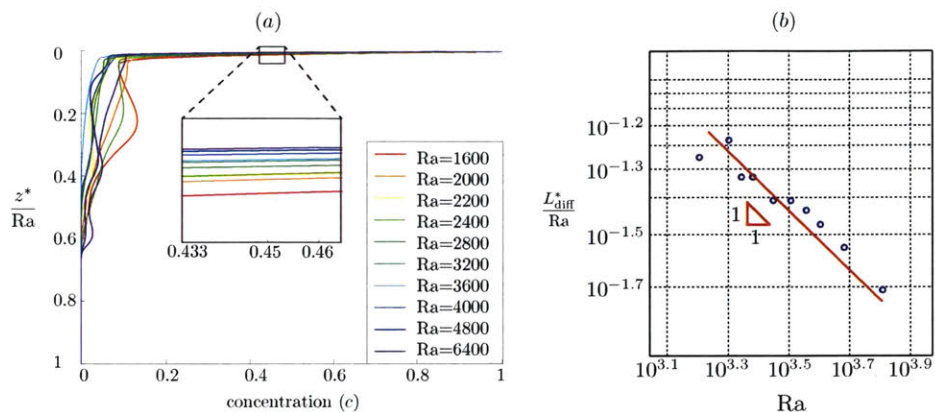 (a)
0
0.2
0.4
0.6
0.8
1
z*
Ra
0.433
0.45
0.46
Ra=1600
Ra=2000
Ra=2200
Ra=2400
Ra=2800
Ra=3200
Ra=3600
Ra=4000
Ra=4800
Ra=6400
0
0.2
0.4
0.6
0.8
1
concentration (c)
(b)
10^-1.2
10^-1.3
10^-1.5
10^-1.7
L*diff
Ra
1
1
10^3.1
10^3.3
10^3.5
10^3.7
10^3.9
Ra